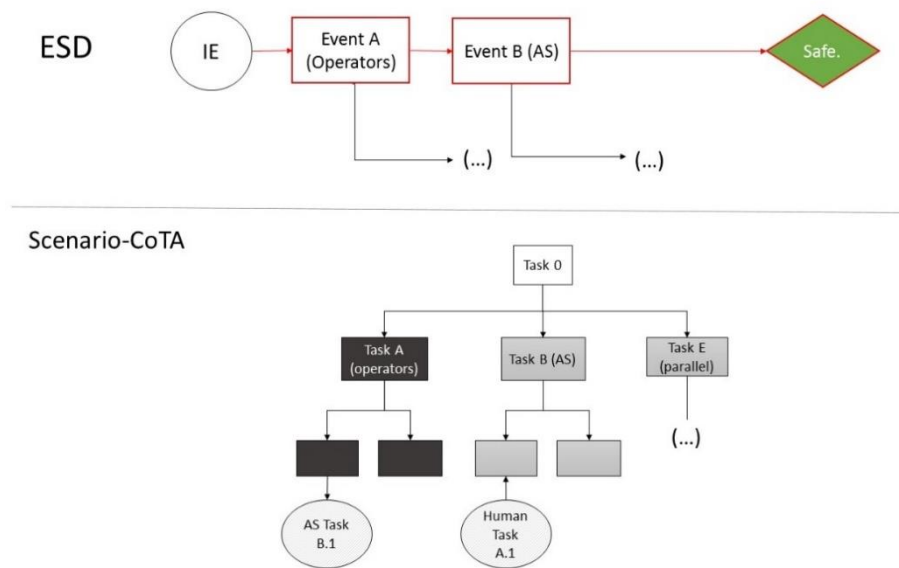 ESD
IE
Event A
(Operators)
Event B (AS)
Safe.
(...)
(...)
Scenario-CoTA
Task 0
Task A
(operators)
Task B (AS)
Task E
(parallel)
(...)
AS Task
B.1
Human
Task
A.1